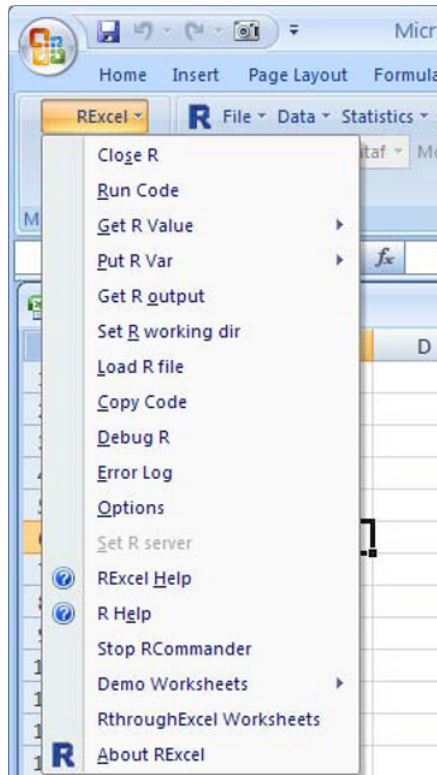 Micr
Home Insert Page Layout Formula
RExcel R File Data Statistics
taf M
Close R
Run Code
M
Get R Value
Put R Var
fx
Get R output
Set R working dir
D
Load R file
Copy Code
Debug R
Error Log
Options
Set R server
RExcel Help
R Help
Stop RCommander
Demo Worksheets
RthroughExcel Worksheets
R About RExcel